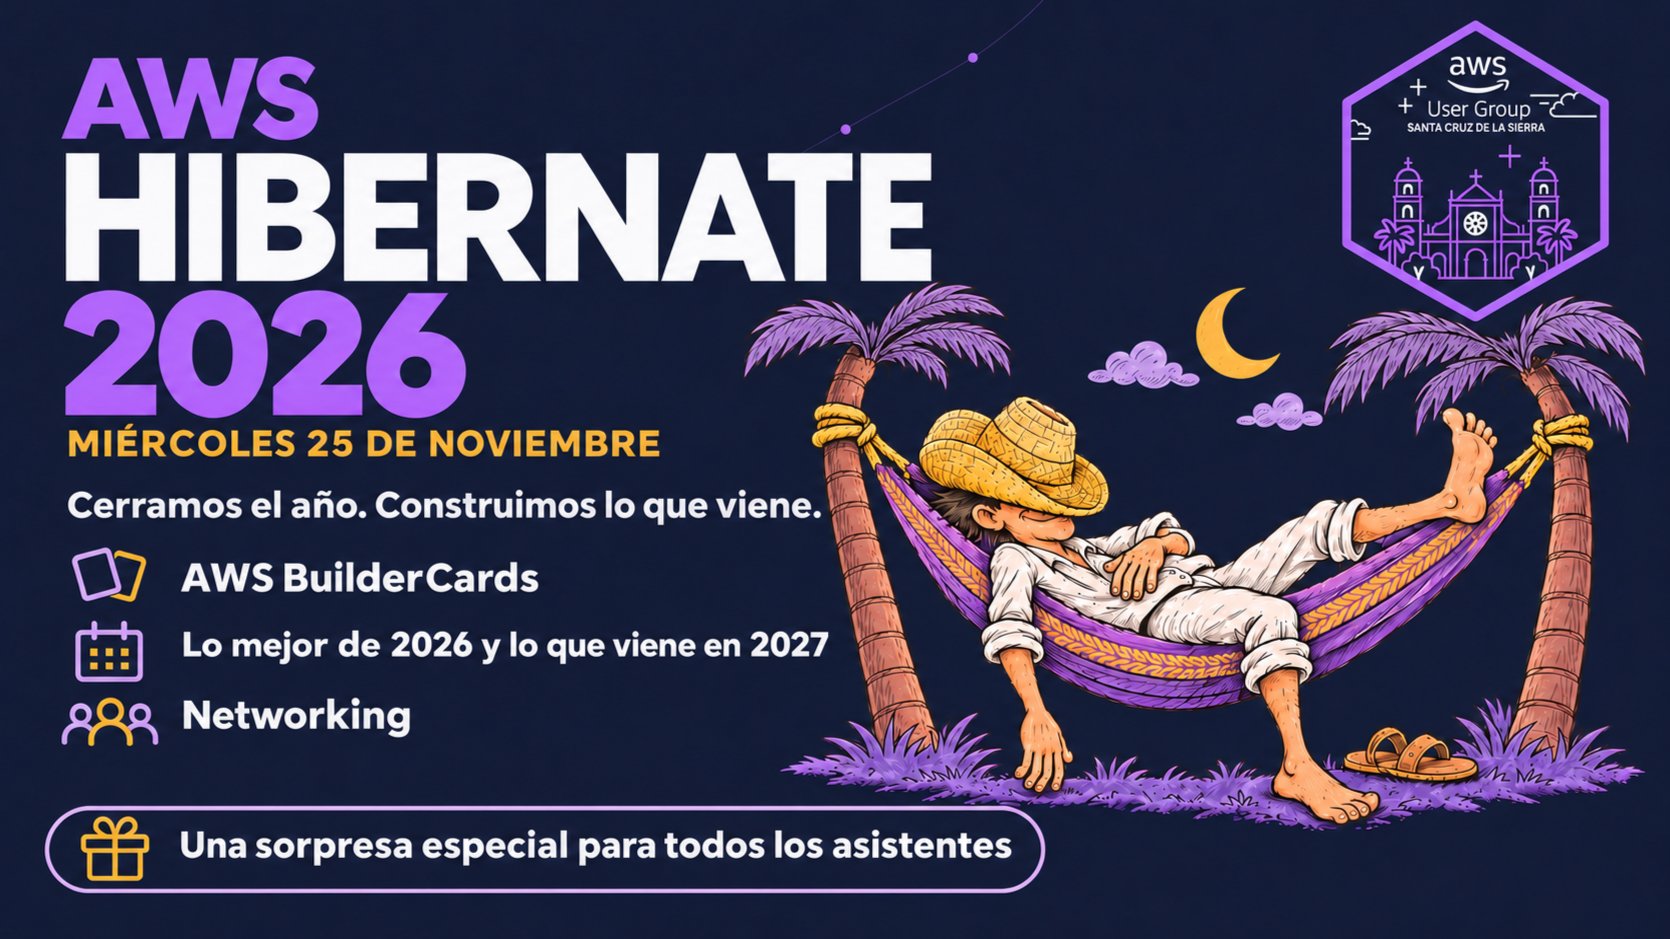 AWS
HIBERNATE
2026
MIÉRCOLES 25 DE NOVIEMBRE
Cerramos el año. Construimos lo que viene.
AWS BuilderCards
Lo mejor de 2026 y lo que viene en 2027
Networking
Una sorpresa especial para todos los asistentes
aws
User Group
SANTA CRUZ DE LA SIERRA